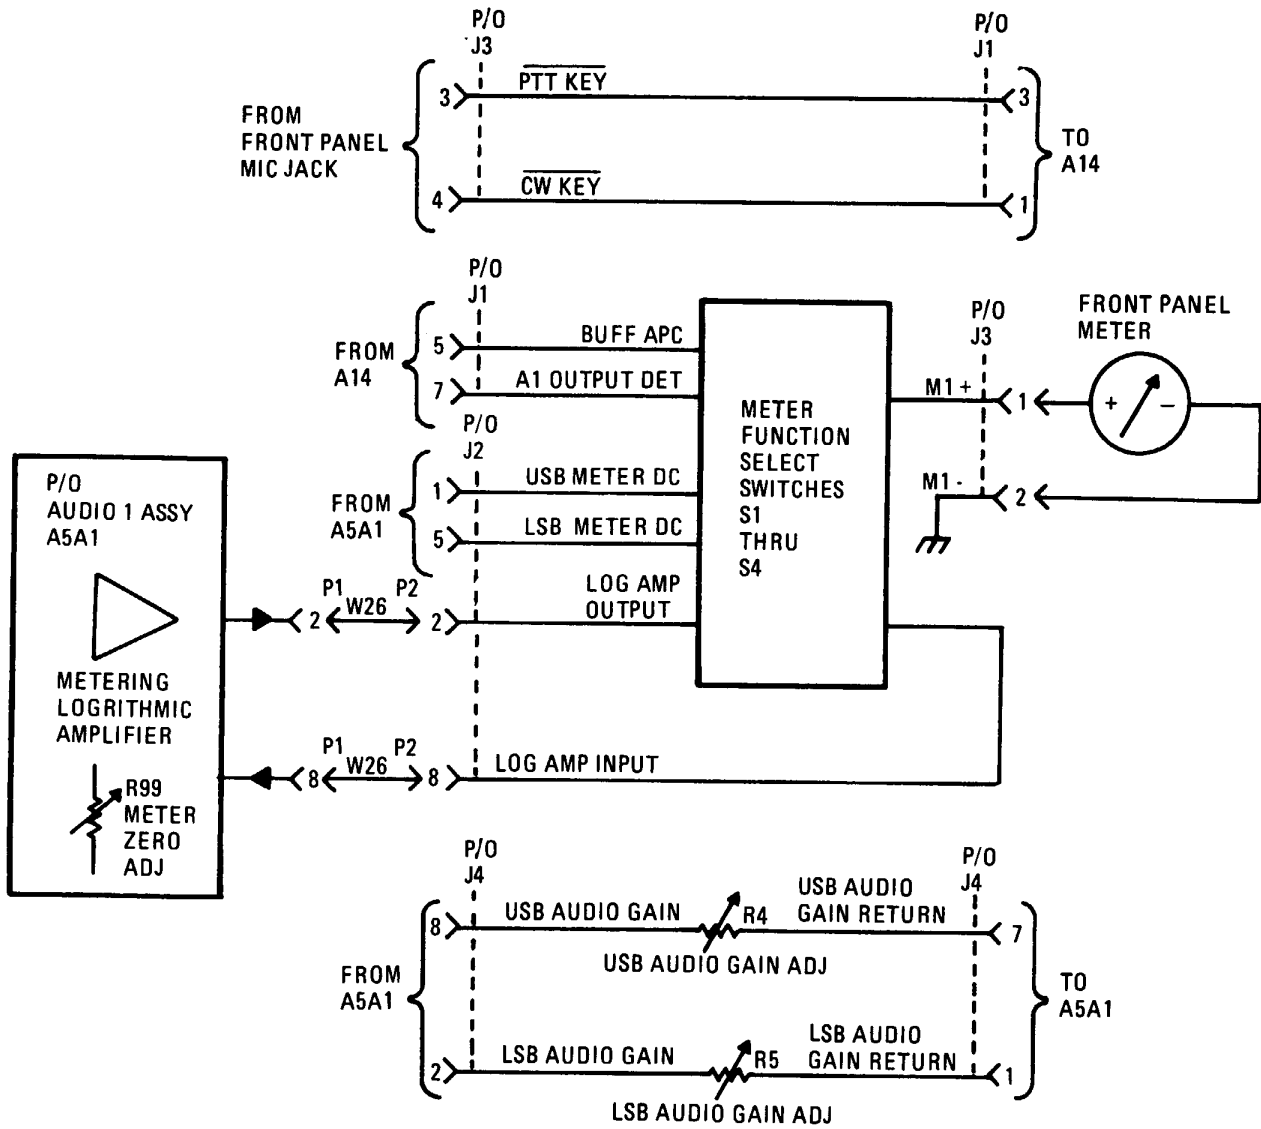 P/O
J3
P/O
J1
FROM
FRONT PANEL
MIC JACK
3
PTT KEY
3
4
CW KEY
1
TO
A14
P/O
J1
FROM
A14
5
BUFF APC
7
A1 OUTPUT DET
P/O
J2
FROM
A5A1
1
USB METER DC
5
LSB METER DC
LOG AMP
OUTPUT
METER
FUNCTION
SELECT
SWITCHES
S1
THRU
S4
P/O
J3
M1 +
1
M1 -
2
FRONT PANEL
METER
+
-
P/O
AUDIO 1 ASSY
A5A1
METERING
LOGRITHMIC
AMPLIFIER
R99
METER
ZERO
ADJ
P1
W26
P2
2
2
P1
W26
P2
8
8
LOG AMP INPUT
P/O
J4
P/O
J4
FROM
A5A1
8
USB AUDIO GAIN
R4
USB AUDIO
GAIN RETURN
7
USB AUDIO GAIN ADJ
2
LSB AUDIO GAIN
R5
LSB AUDIO
GAIN RETURN
1
LSB AUDIO GAIN ADJ
TO
A5A1